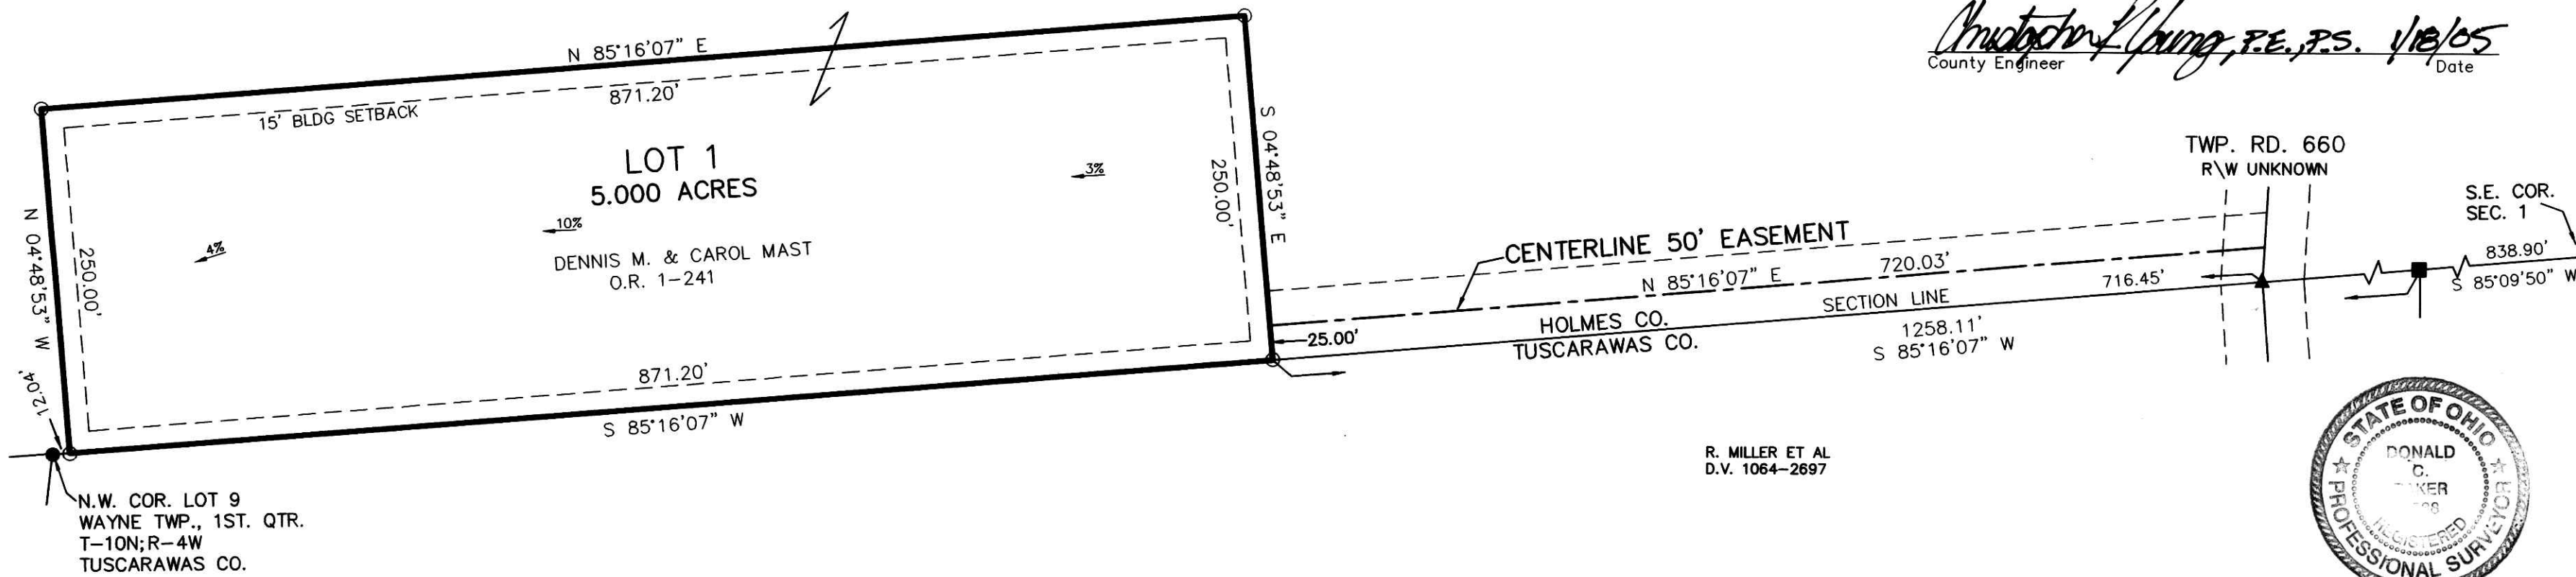 Christopher K Young, P.E., P.S. 1/18/05
County Engineer
Date
N 85°16'07" E
871.20'
15' BLDG SETBACK
LOT 1
5.000 ACRES
3%
10%
4%
DENNIS M. & CAROL MAST
O.R. 1-241
N 04°48'53" W
250.00'
S 04°48'53" E
250.00'
871.20'
S 85°16'07" W
12.04'
N.W. COR. LOT 9
WAYNE TWP., 1ST. QTR.
T-10N;R-4W
TUSCARAWAS CO.
CENTERLINE 50' EASEMENT
N 85°16'07" E
720.03'
25.00'
HOLMES CO.
TUSCARAWAS CO.
SECTION LINE
716.45'
1258.11'
S 85°16'07" W
TWP. RD. 660
R\W UNKNOWN
S.E. COR.
SEC. 1
838.90'
S 85°09'50" W
R. MILLER ET AL
D.V. 1064-2697
STATE OF OHIO
DONALD
C.
REGISTERED
PROFESSIONAL SURVEYOR